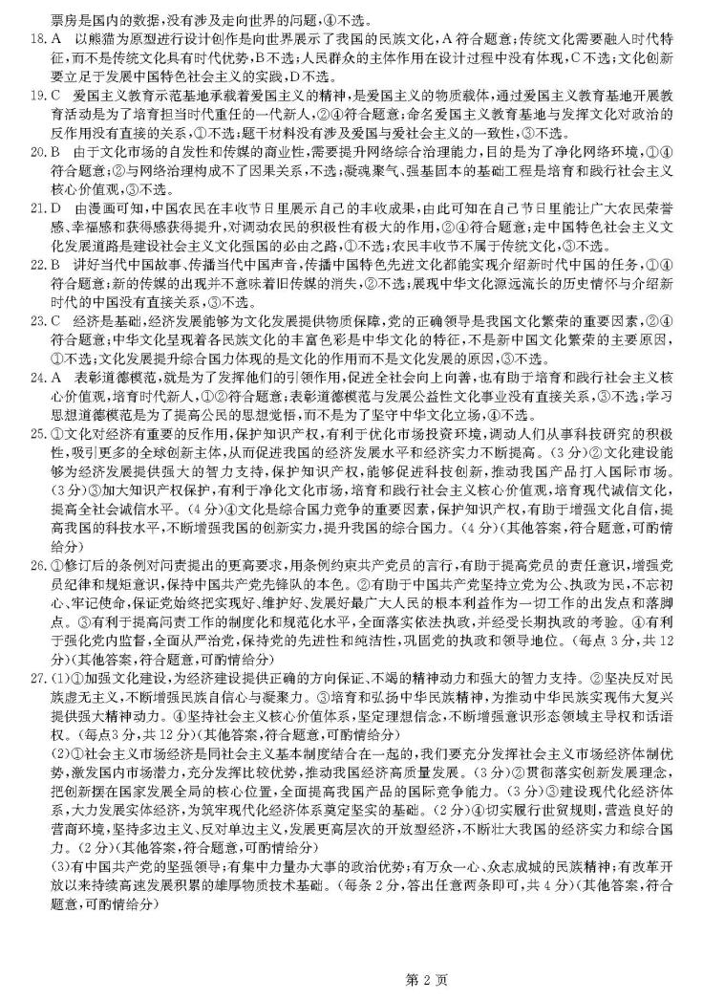 票房是国内的数据,没有涉及走向世界的问题,④不选。
18. A　以熊猫为原型进行设计创作是向世界展示了我国的民族文化,A 符合题意;传统文化需要融入时代特
征,而不是传统文化具有时代优势,B 不选;人民群众的主体作用在设计过程中没有体现,C 不选;文化创新
要立足于发展中国特色社会主义的实践,D 不选。
19. C　爱国主义教育示范基地承载着爱国主义的精神,是爱国主义的物质载体,通过爱国主义教育基地开展教
育活动是为了培育担当时代重任的一代新人,②④符合题意;命名爱国主义教育基地与发挥文化对政治的
反作用没有直接的关系,①不选;题干材料没有涉及爱国与爱社会主义的一致性,③不选。
20. B　由于文化市场的自发性和传媒的商业性,需要提升网络综合治理能力,目的是为了净化网络环境,①④
符合题意;②与网络治理构成不了因果关系,不选;凝魂聚气、强基固本的基础工程是培育和践行社会主义
核心价值观,③不选。
21. D　由漫画可知,中国农民在丰收节日里展示自己的丰收成果,由此可知在自己节日里能让广大农民荣誉
感、幸福感和获得感获得提升,对调动农民的积极性有极大的作用,②④符合题意;走中国特色社会主义文
化发展道路是建设社会主义文化强国的必由之路,①不选;农民丰收节不属于传统文化,③不选。
22. B　讲好当代中国故事、传播当代中国声音,传播中国特色先进文化都能实现介绍新时代中国的任务,①④
符合题意;新的传媒的出现并不意味着旧传媒的消失,②不选;展现中华文化源远流长的历史情怀与介绍新
时代的中国没有直接关系,③不选。
23. C　经济是基础,经济发展能够为文化发展提供物质保障,党的正确领导是我国文化繁荣的重要因素,②④
符合题意;中华文化呈现着各民族文化的丰富色彩是中华文化的特征,不是新中国文化繁荣的主要原因,
①不选;文化发展提升综合国力体现的是文化的作用而不是文化发展的原因,③不选。
24. A　表彰道德模范,就是为了发挥他们的引领作用,促进全社会向上向善,也有助于培育和践行社会主义核
心价值观,培育时代新人,①②符合题意;表彰道德模范与发展公益性文化事业没有直接关系,③不选;学习
思想道德模范是为了提高公民的思想觉悟,而不是为了坚守中华文化立场,④不选。
25. ①文化对经济有重要的反作用,保护知识产权,有利于优化市场投资环境,调动人们从事科技研究的积极
性,吸引更多的全球创新主体,从而促进我国的经济发展水平和经济实力不断提高。(3 分)②文化建设能
够为经济发展提供强大的智力支持,保护知识产权,能够促进科技创新,推动我国产品打入国际市场。
(3 分)③加大知识产权保护,有利于净化文化市场,培育和践行社会主义核心价值观,培育现代诚信文化,
提高全社会诚信水平。(4 分)④文化是综合国力竞争的重要因素,保护知识产权,有助于增强文化自信,提
高我国的科技水平,不断增强我国的创新实力,提升我国的综合国力。(4 分)(其他答案,符合题意,可酌情
给分)
26. ①修订后的条例对问责提出的更高要求,用条例约束共产党员的言行,有助于提高党员的责任意识,增强党
员纪律和规矩意识,保持中国共产党先锋队的本色。②有助于中国共产党坚持立党为公、执政为民,不忘初
心、牢记使命,保证党始终把实现好、维护好、发展好最广大人民的根本利益作为一切工作的出发点和落脚
点。③有利于提高问责工作的制度化和规范化水平,全面落实依法执政,并经受长期执政的考验。④有利
于强化党内监督,全面从严治党,保持党的先进性和纯洁性,巩固党的执政和领导地位。(每点 3 分,共 12
分)(其他答案,符合题意,可酌情给分)
27. (1)①加强文化建设,为经济建设提供正确的方向保证、不竭的精神动力和强大的智力支持。②坚决反对民
族虚无主义,不断增强民族自信心与凝聚力。③培育和弘扬中华民族精神,为推动中华民族实现伟大复兴
提供强大精神动力。④坚持社会主义核心价值体系,坚定理想信念,不断增强意识形态领域主导权和话语
权。(每点3 分,共 12 分)(其他答案,符合题意,可酌情给分)
(2)①社会主义市场经济是同社会主义基本制度结合在一起的,我们要充分发挥社会主义市场经济体制优
势,激发国内市场潜力,充分发挥比较优势,推动我国经济高质量发展。(3 分)②贯彻落实创新发展理念,
把创新摆在国家发展全局的核心位置,全面提高我国产品的国际竞争能力。(3 分)③建设现代化经济体
系,大力发展实体经济,为筑牢现代化经济体系奠定坚实的基础。(2 分)④切实履行世贸规则,营造良好的
营商环境,坚持多边主义、反对单边主义,发展更高层次的开放型经济,不断壮大我国的经济实力和综合国
力。(2 分)(其他答案,符合题意,可酌情给分)
(3)有中国共产党的坚强领导;有集中力量办大事的政治优势;有万众一心、众志成城的民族精神;有改革开
放以来持续高速发展积累的雄厚物质技术基础。(每条 2 分,答出任意两条即可,共 4 分)(其他答案,符合
题意,可酌情给分)
第 2 页